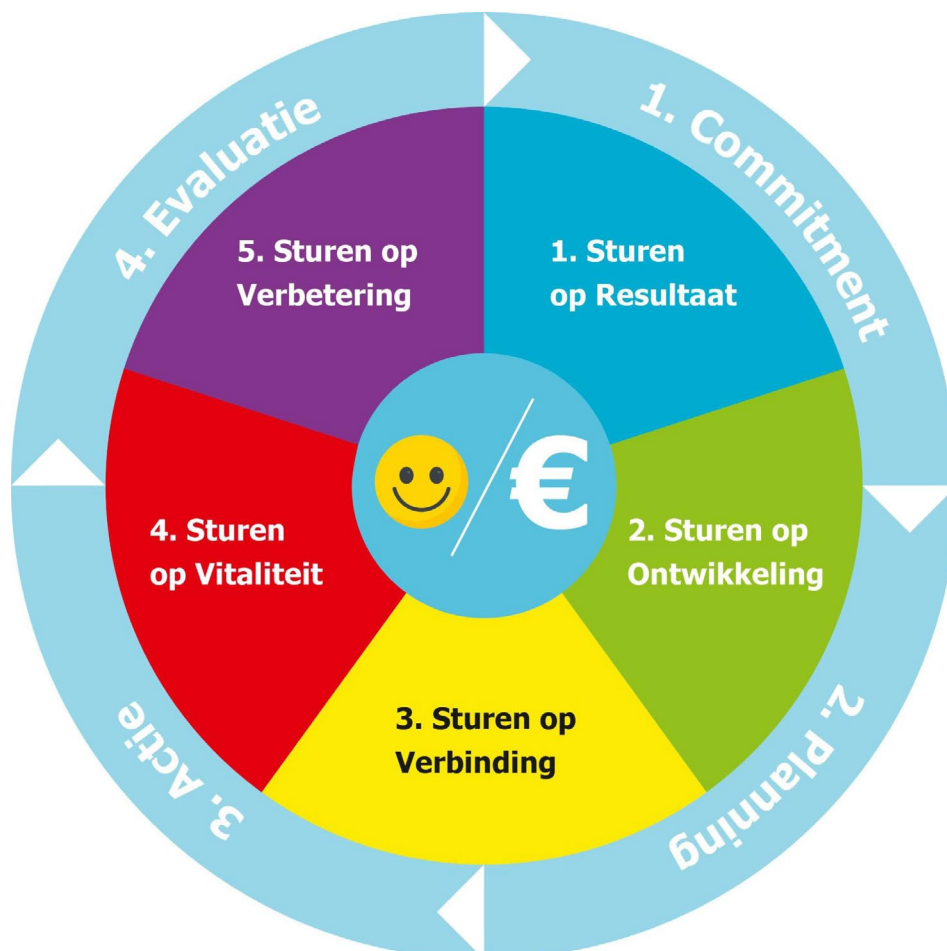 1. Commitment
2. Planning
3. Actie
4. Evaluatie
1. Sturen
op Resultaat
2. Sturen op
Ontwikkeling
3. Sturen op
Verbinding
4. Sturen
op Vitaliteit
5. Sturen op
Verbetering
/ €